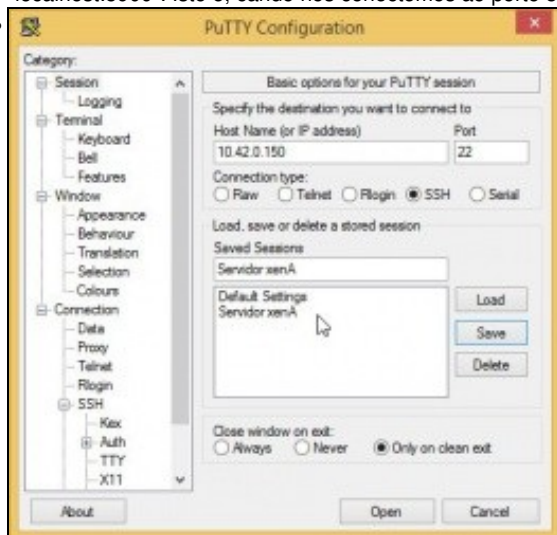 PuTTY Configuration
Category:
Session
Logging
Terminal
Keyboard
Bell
Features
Window
Appearance
Behaviour
Translation
Selection
Colours
Connection
Data
Proxy
Telnet
Rlogin
SSH
Kex
Auth
TTY
X11
Basic options for your PuTTY session
Specify the destination you want to connect to
Host Name (or IP address) Port
10.42.0.150 22
Connection type:
Raw Telnet Rlogin SSH Serial
Load, save or delete a stored session
Saved Sessions
Servidor xenA
Default Settings
Servidor xenA
Load
Save
Delete
Close window on exit:
Always Never Only on clean exit
About Open Cancel